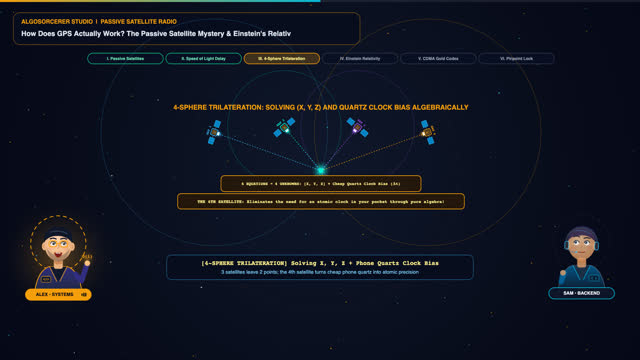 ALGOSORCERER STUDIO | PASSIVE SATELLITE RADIO
How Does GPS Actually Work? The Passive Satellite Mystery & Einstein's Relativ
I. Passive Satellites
II. Speed of Light Delay
III. 4-Sphere Trilateration
IV. Einstein Relativity
V. CDMA Gold Codes
VI. Pinpoint Lock
4-SPHERE TRILATERATION: SOLVING (X, Y, Z) AND QUARTZ CLOCK BIAS ALGEBRAICALLY
4 EQUATIONS = 4 UNKNOWNS: [X, Y, Z] + Cheap Quartz Clock Bias
THE 4TH SATELLITE: Eliminates the need for an atomic clock in your pocket through pure algebra!
[4-SPHERE TRILATERATION] Solving X, Y, Z + Phone Quartz Clock Bias
3 satellites leave 2 points; the 4th satellite turns cheap phone quartz into atomic precision
ALEX • SYSTEMS
SAM • BACKEND